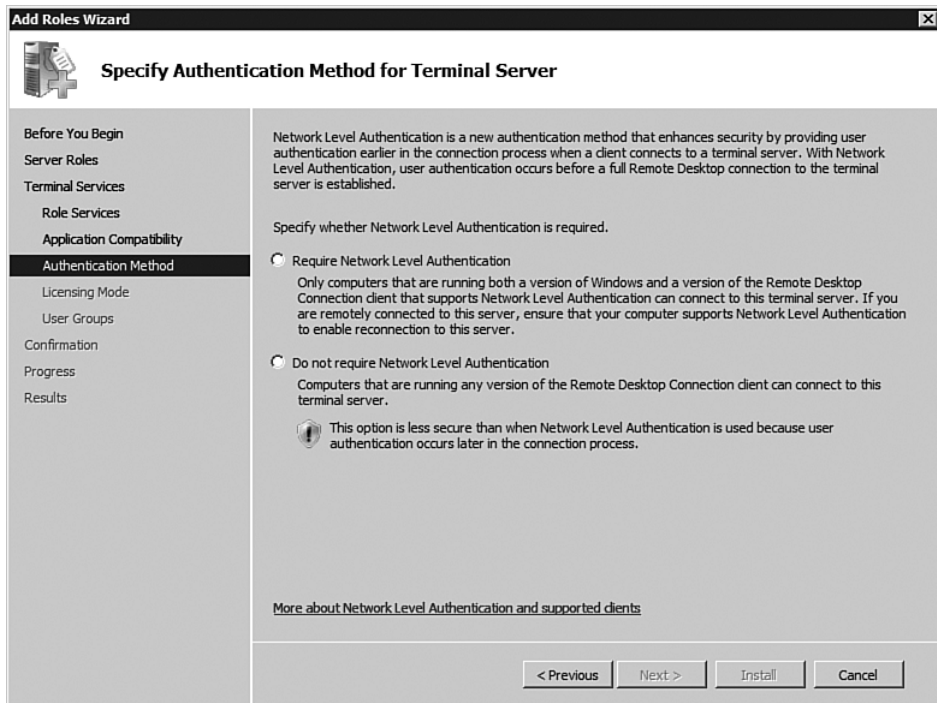 Add Roles Wizard
Specify Authentication Method for Terminal Server
Before You Begin
Server Roles
Terminal Services
Role Services
Application Compatibility
Authentication Method
Licensing Mode
User Groups
Confirmation
Progress
Results
Network Level Authentication is a new authentication method that enhances security by providing user
authentication earlier in the connection process when a client connects to a terminal server. With Network
Level Authentication, user authentication occurs before a full Remote Desktop connection to the terminal
server is established.
Specify whether Network Level Authentication is required.
Require Network Level Authentication
Only computers that are running both a version of Windows and a version of the Remote Desktop
Connection client that supports Network Level Authentication can connect to this terminal server. If you
are remotely connected to this server, ensure that your computer supports Network Level Authentication
to enable reconnection to this server.
Do not require Network Level Authentication
Computers that are running any version of the Remote Desktop Connection client can connect to this
terminal server.
This option is less secure than when Network Level Authentication is used because user
authentication occurs later in the connection process.
More about Network Level Authentication and supported clients
< Previous
Next >
Install
Cancel